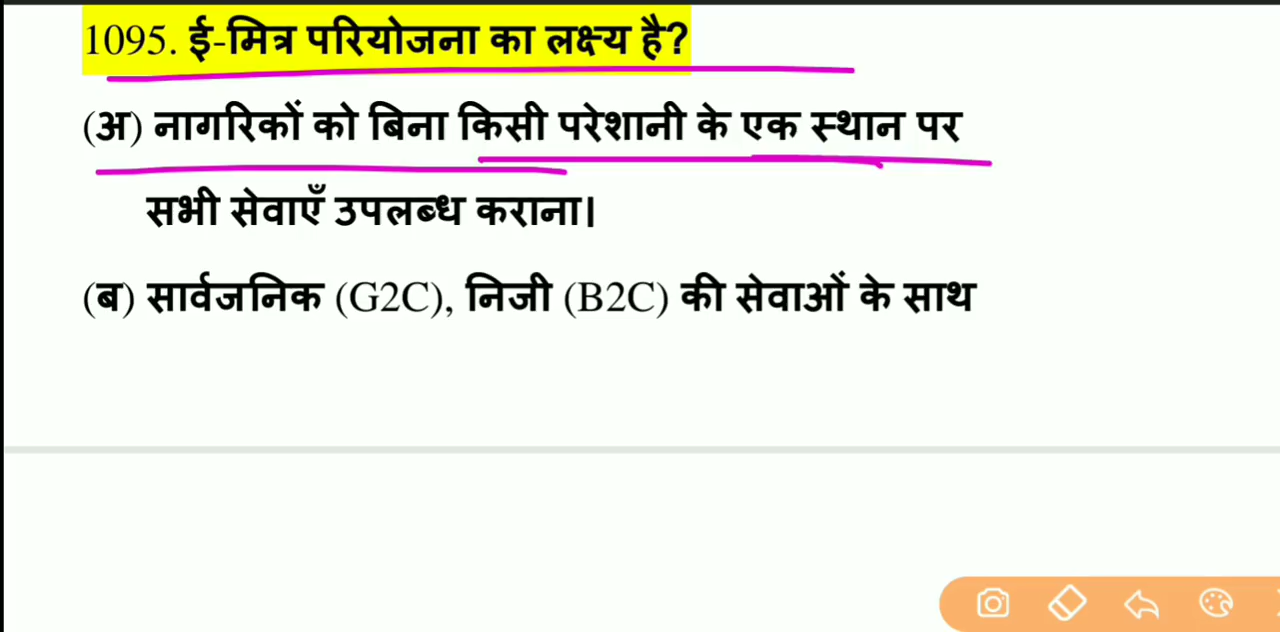 1095. ई-मित्र परियोजना का लक्ष्य है?
(अ) नागरिकों को बिना किसी परेशानी के एक स्थान पर
सभी सेवाएँ उपलब्ध कराना।
(ब) सार्वजनिक (G2C), निजी (B2C) की सेवाओं के साथ